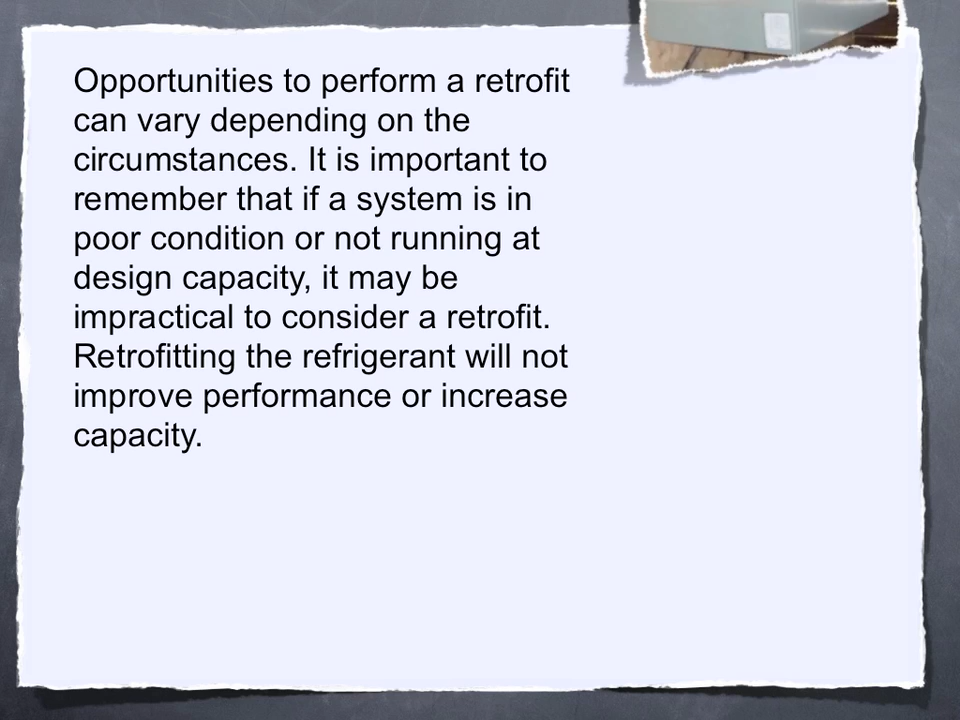 Opportunities to perform a retrofit
can vary depending on the
circumstances. It is important to
remember that if a system is in
poor condition or not running at
design capacity, it may be
impractical to consider a retrofit.
Retrofitting the refrigerant will not
improve performance or increase
capacity.